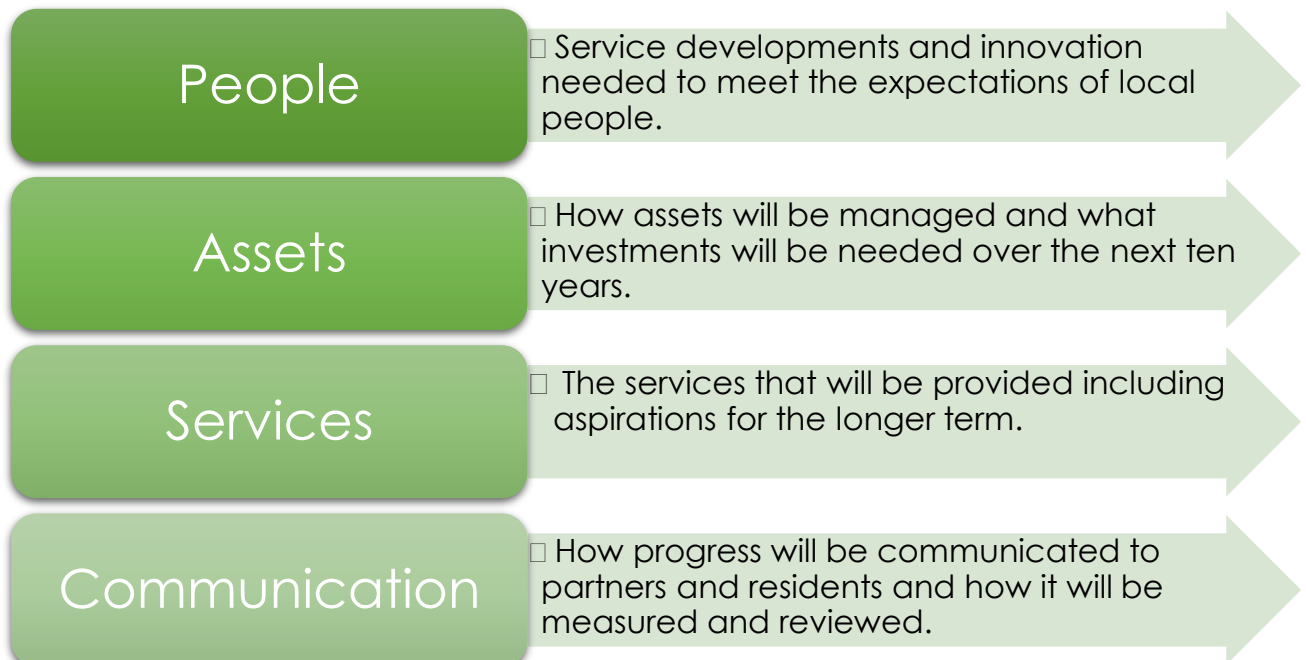 People
□ Service developments and innovation
needed to meet the expectations of local
people.
Assets
□ How assets will be managed and what
investments will be needed over the next ten
years.
Services
□ The services that will be provided including
aspirations for the longer term.
Communication
□ How progress will be communicated to
partners and residents and how it will be
measured and reviewed.